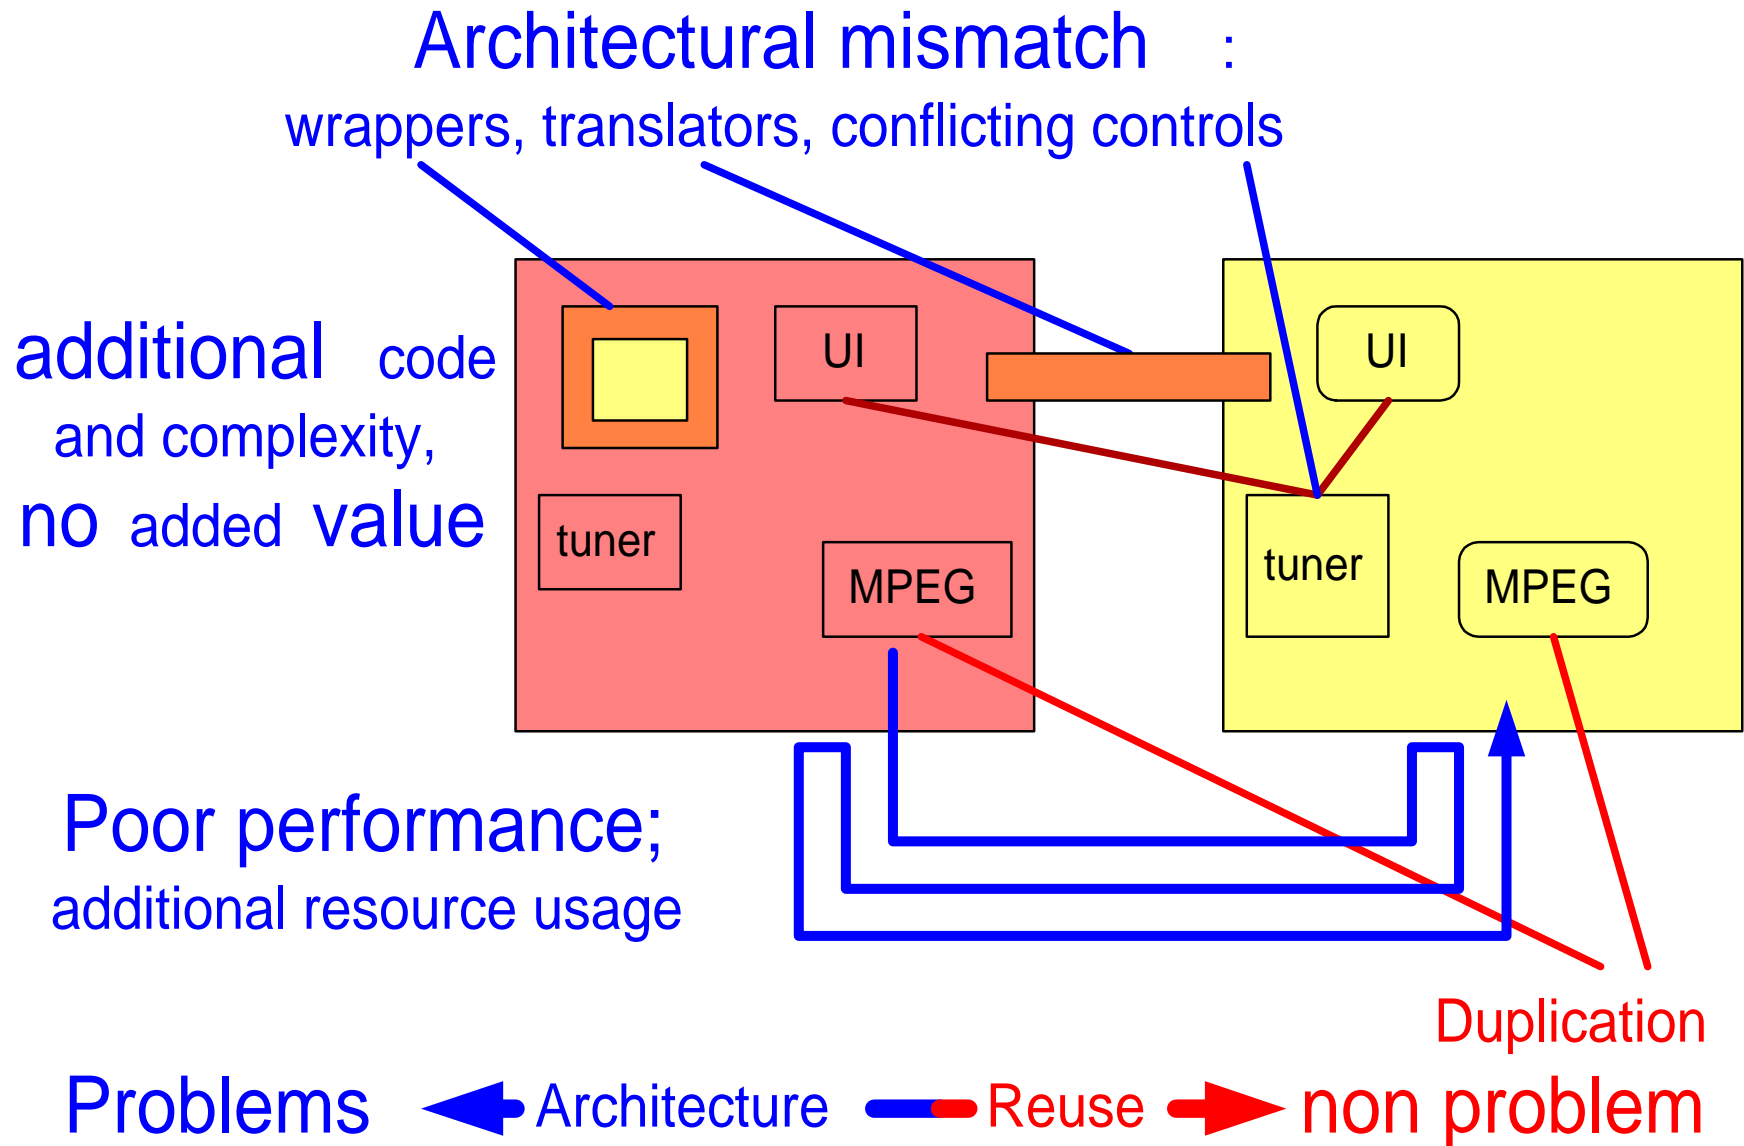 Architectural mismatch :
wrappers, translators, conflicting controls
additional code
and complexity,
no added value
UI
UI
tuner
MPEG
tuner
MPEG
Poor performance;
additional resource usage
Duplication
Problems Architecture Reuse non problem